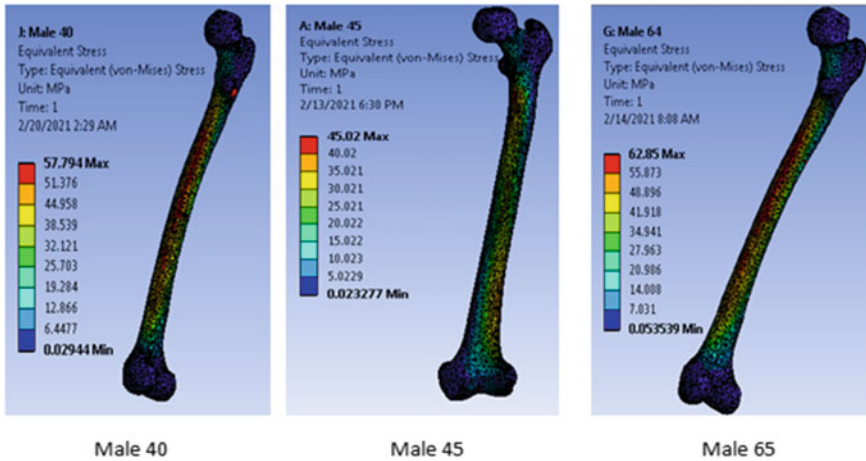 J: Male 40
Equivalent Stress
Type: Equivalent (von-Mises) Stress
Unit: MPa
Time: 1
2/20/2021 2:29 AM
57.794 Max
51.376
44.958
38.539
32.121
25.703
19.284
12.866
6.4477
0.02944 Min
A: Male 45
Equivalent Stress
Type: Equivalent (von-Mises) Stress
Unit: MPa
Time: 1
2/13/2021 6:30 PM
45.02 Max
40.02
35.021
30.021
25.021
20.022
15.022
10.023
5.0229
0.023277 Min
G: Male 64
Equivalent Stress
Type: Equivalent (von-Mises) Stress
Unit: MPa
Time: 1
2/14/2021 8:08 AM
62.85 Max
55.873
48.896
41.918
34.941
27.963
20.986
14.008
7.031
0.053539 Min
Male 40
Male 45
Male 65